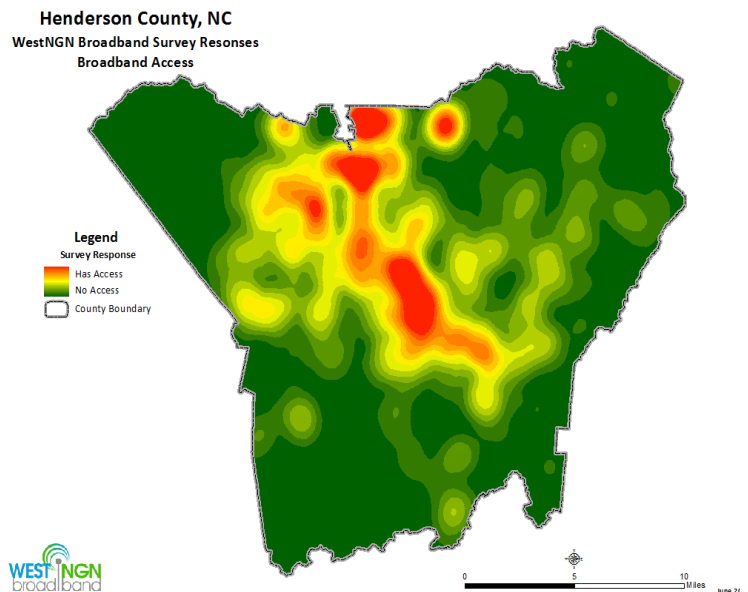 Henderson County, NC
WestNGN Broadband Survey Resonses
Broadband Access
Legend
Survey Response
Has Access
No Access
County Boundary
WEST NGN
broadband
0 5 10
Miles